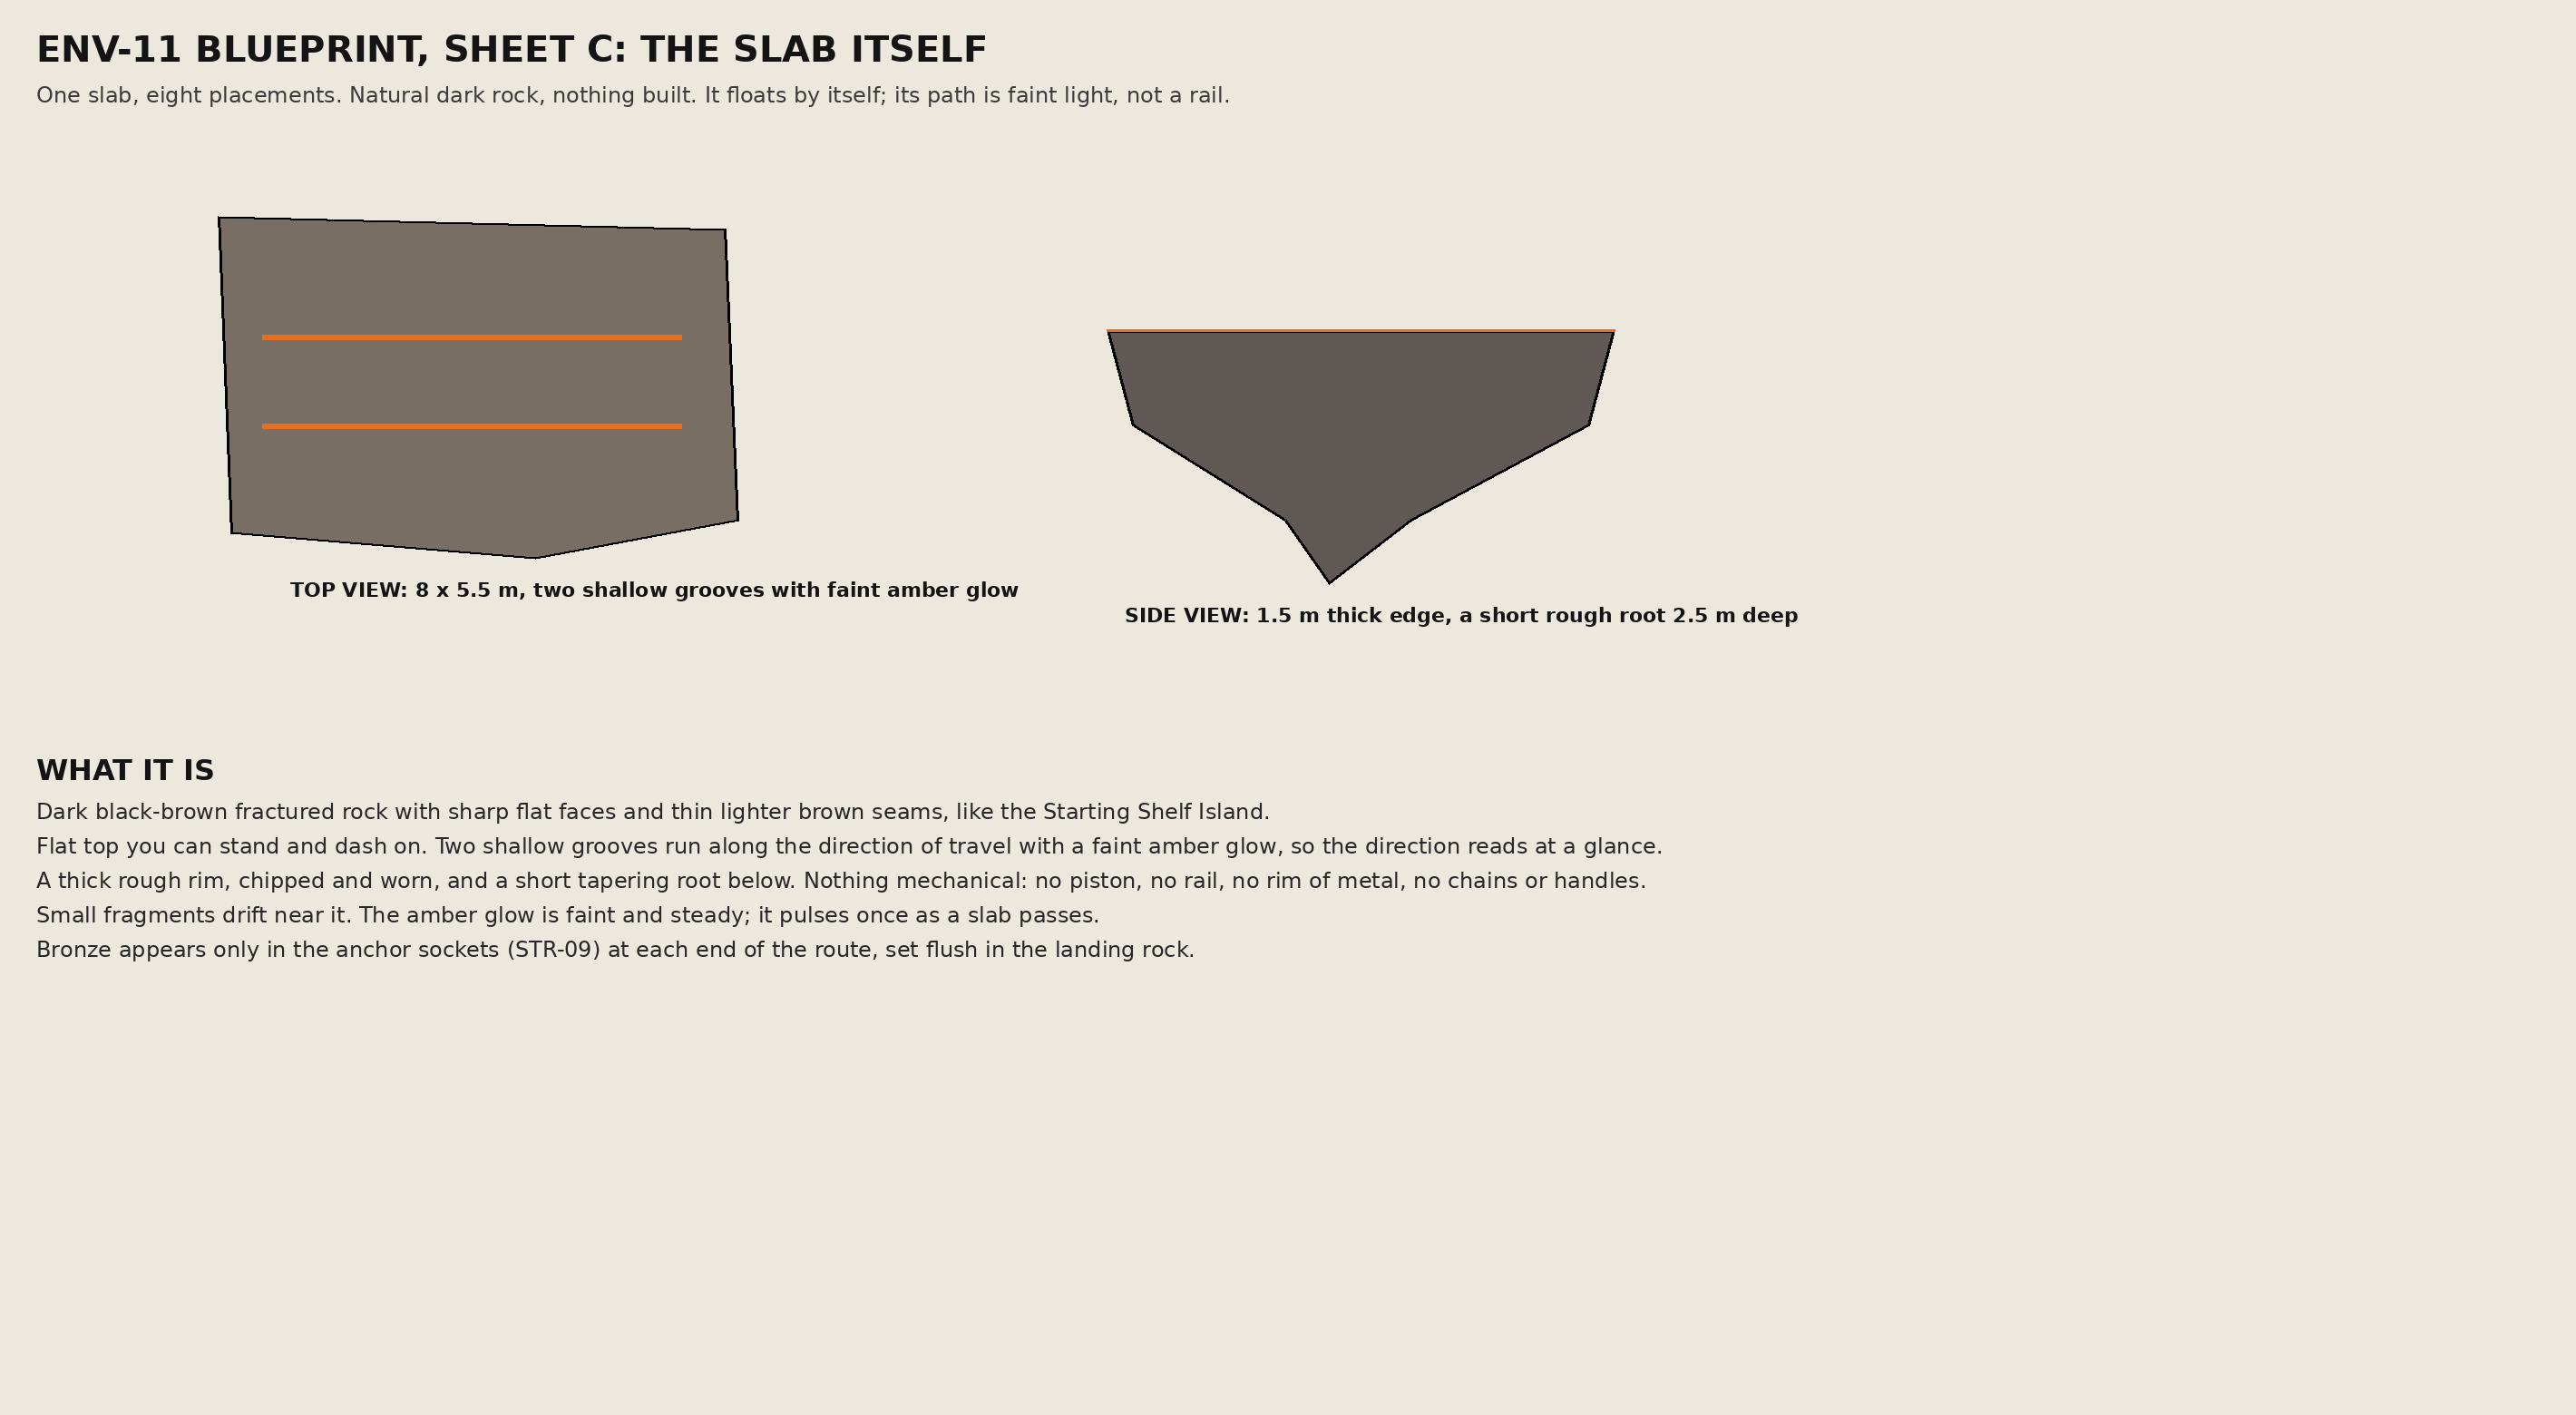 ENV-11 BLUEPRINT, SHEET C: THE SLAB ITSELF
One slab, eight placements. Natural dark rock, nothing built. It floats by itself; its path is faint light, not a rail.
TOP VIEW: 8 x 5.5 m, two shallow grooves with faint amber glow
SIDE VIEW: 1.5 m thick edge, a short rough root 2.5 m deep
WHAT IT IS
Dark black-brown fractured rock with sharp flat faces and thin lighter brown seams, like the Starting Shelf Island.
Flat top you can stand and dash on. Two shallow grooves run along the direction of travel with a faint amber glow, so the direction reads at a glance.
A thick rough rim, chipped and worn, and a short tapering root below. Nothing mechanical: no piston, no rail, no rim of metal, no chains or handles.
Small fragments drift near it. The amber glow is faint and steady; it pulses once as a slab passes.
Bronze appears only in the anchor sockets (STR-09) at each end of the route, set flush in the landing rock.